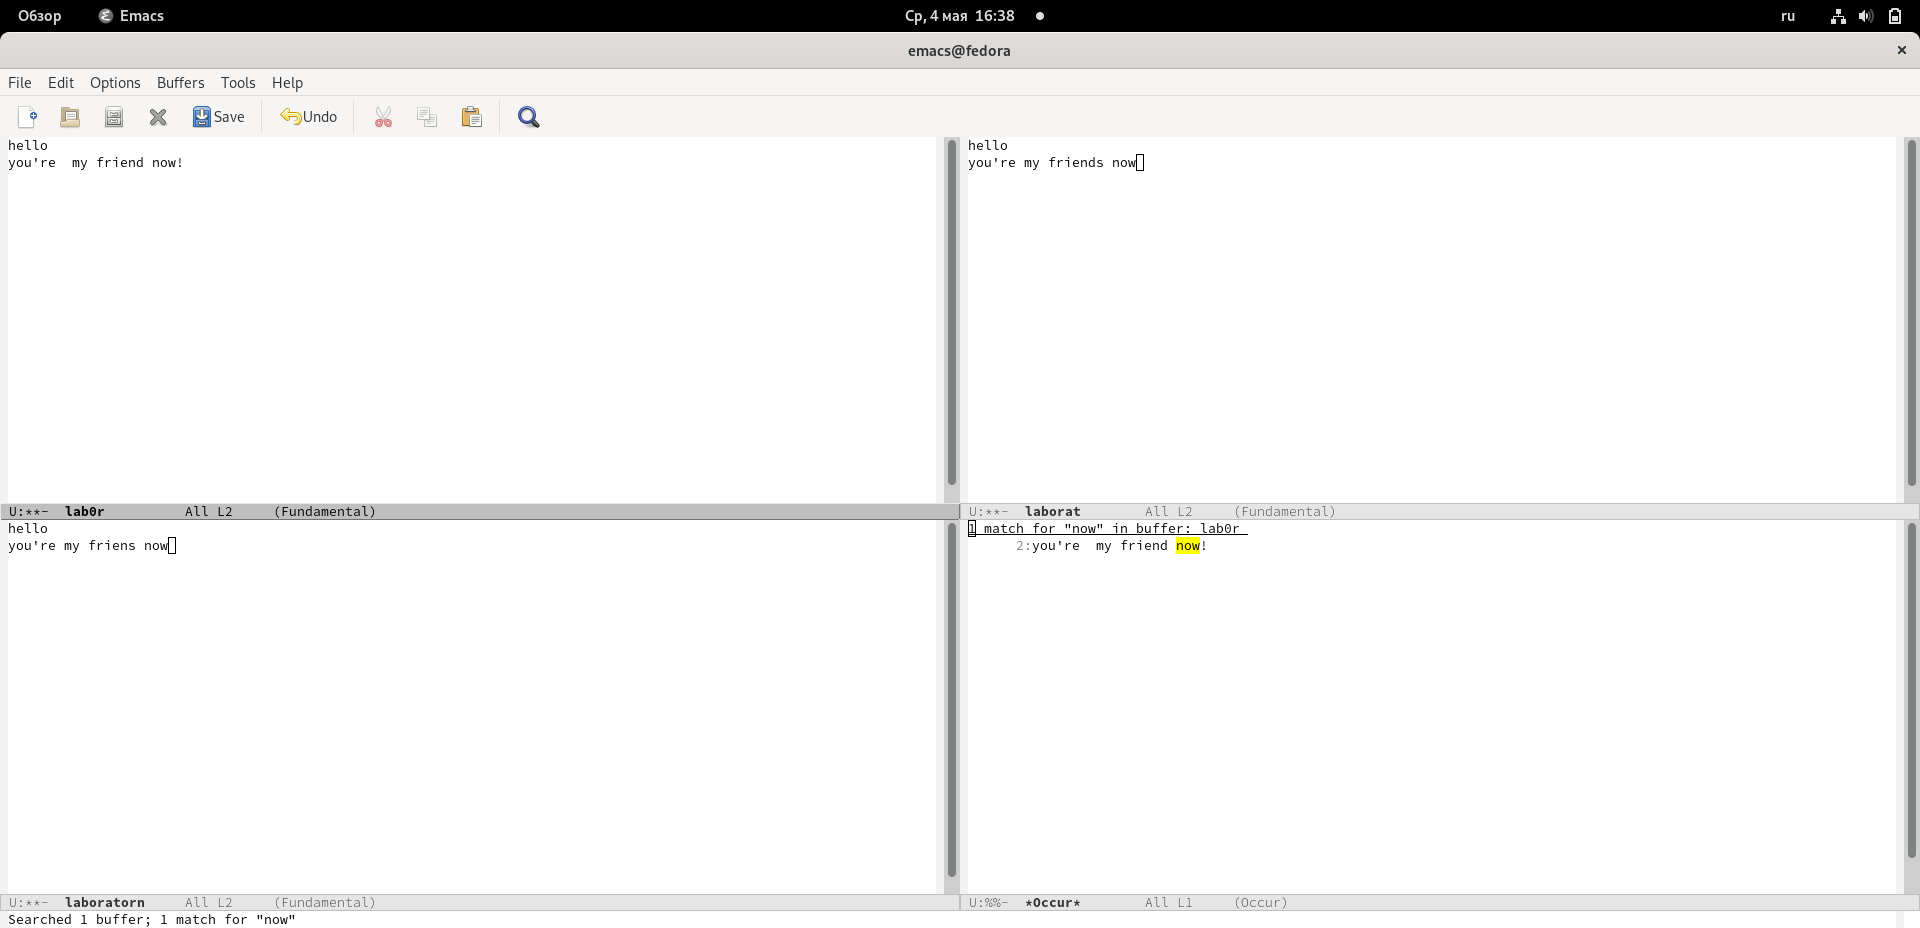 Обзор Emacs Ср, 4 мая 16:38 ru
emacs@fedora
File Edit Options Buffers Tools Help
Save Undo
hello
you're  my friend now!
U:**-  lab0r          All L2     (Fundamental)
hello
you're my friends now
U:**-  laborat        All L2     (Fundamental)
hello
you're my friens now
U:**-  laboratorn     All L2     (Fundamental)
1 match for "now" in buffer: lab0r
2:you're  my friend now!
U:%%-  *Occur*        All L1     (Occur)
Searched 1 buffer; 1 match for "now"